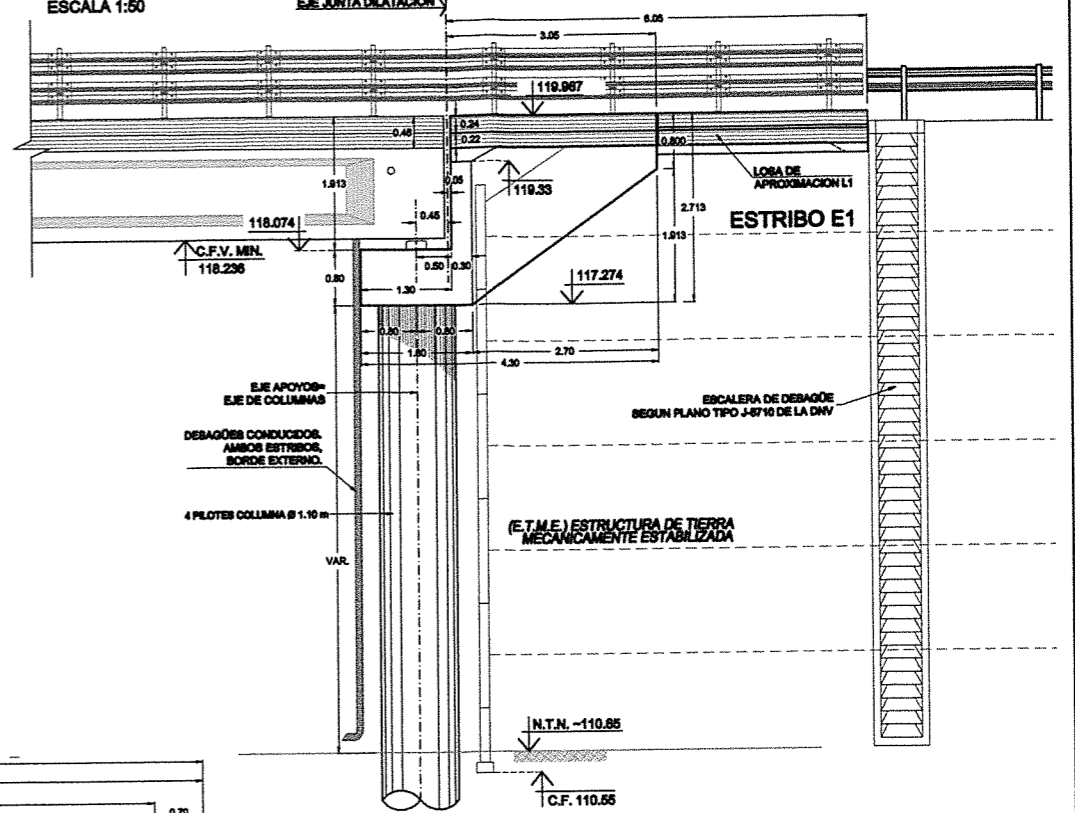 ESCALA 1:50
EJE JUNTA DILATACION
6.05
3.05
119.967
0.46
0.24
0.22
0.800
LOSA DE
APROXIMACION L1
1.913
0.05
119.33
0.45
2.713
ESTRIBO E1
118.074
1.913
C.F.V. MIN.
118.236
0.50
0.30
0.80
117.274
1.30
0.80
0.80
1.60
2.70
4.30
EJE APOYOS=
EJE DE COLUMNAS
ESCALERA DE DESAGÜE
SEGUN PLANO TIPO J-6710 DE LA DNV
DESAGÜES CONDUCIDOS.
AMBOS ESTRIBOS,
BORDE EXTERNO.
4 PILOTES COLUMNA Ø 1.10 m
(E.T.M.E.) ESTRUCTURA DE TIERRA
MECANICAMENTE ESTABILIZADA
VAR.
N.T.N. ~110.85
C.F. 110.55
0.70